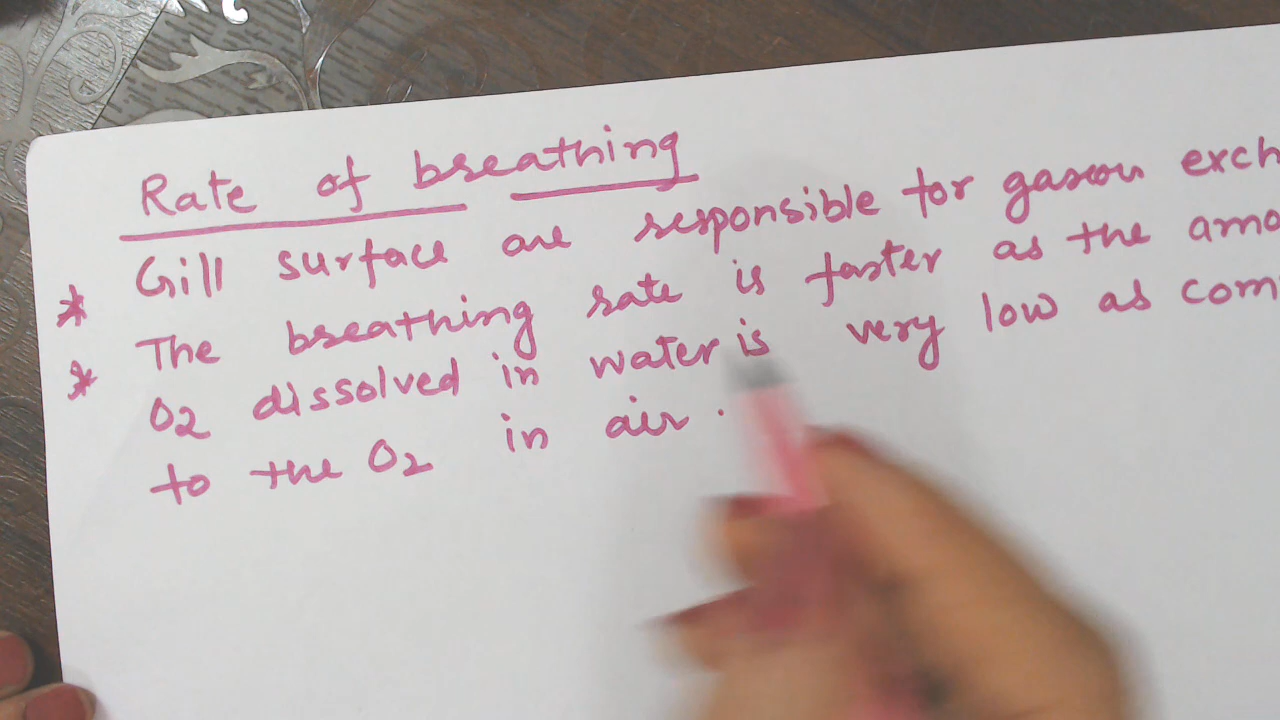 Rate of breathing
* Gill surface are responsible for gaseou exch
* The breathing rate is faster as the amo
O2 dissolved in water is very low as com
to the O2 in air.